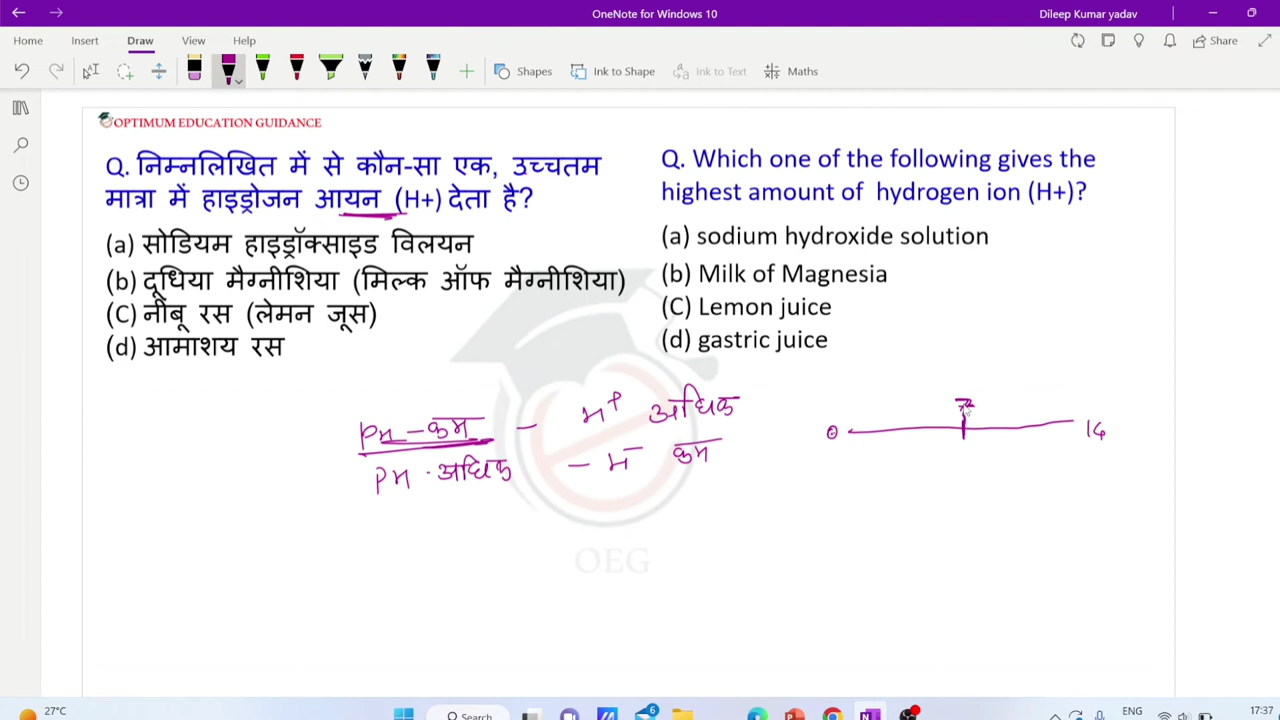 OneNote for Windows 10
Dileep Kumar yadav
Home Insert Draw View Help
Share
Shapes Ink to Shape Ink to Text Maths
OPTIMUM EDUCATION GUIDANCE
Q. निम्नलिखित में से कौन-सा एक, उच्चतम
मात्रा में हाइड्रोजन आयन (H+) देता है?
(a) सोडियम हाइड्रॉक्साइड विलयन
(b) दूधिया मैग्नीशिया (मिल्क ऑफ मैग्नीशिया)
(C) नीबू रस (लेमन जूस)
(d) आमाशय रस
Q. Which one of the following gives the
highest amount of hydrogen ion (H+)?
(a) sodium hydroxide solution
(b) Milk of Magnesia
(C) Lemon juice
(d) gastric juice
PH - कम - H+ अधिक
PH - अधिक - H- कम
0 7 14
OEG
27°C
Search
6
ENG
17:37